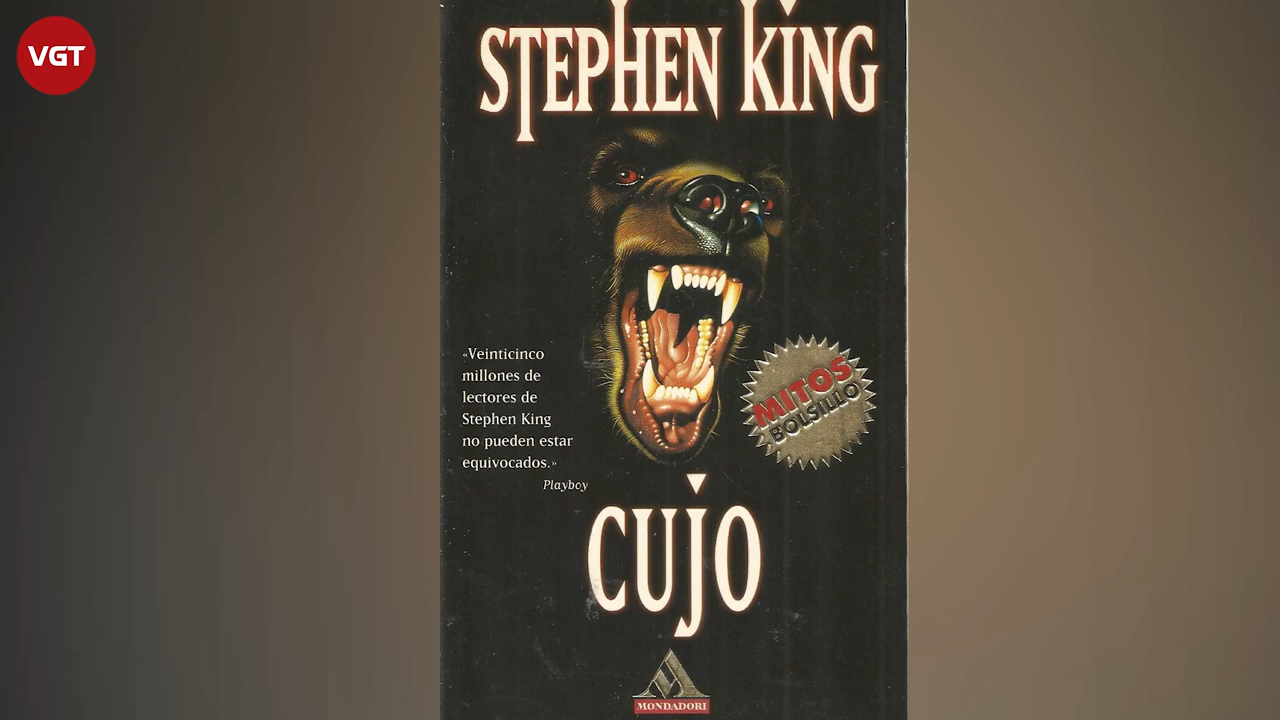 VGT
STEPHEN KING
«Veinticinco
millones de
lectores de
Stephen King
no pueden estar
equivocados.»
Playboy
MITOS
BOLSILLO
CUJO
MONDADORI